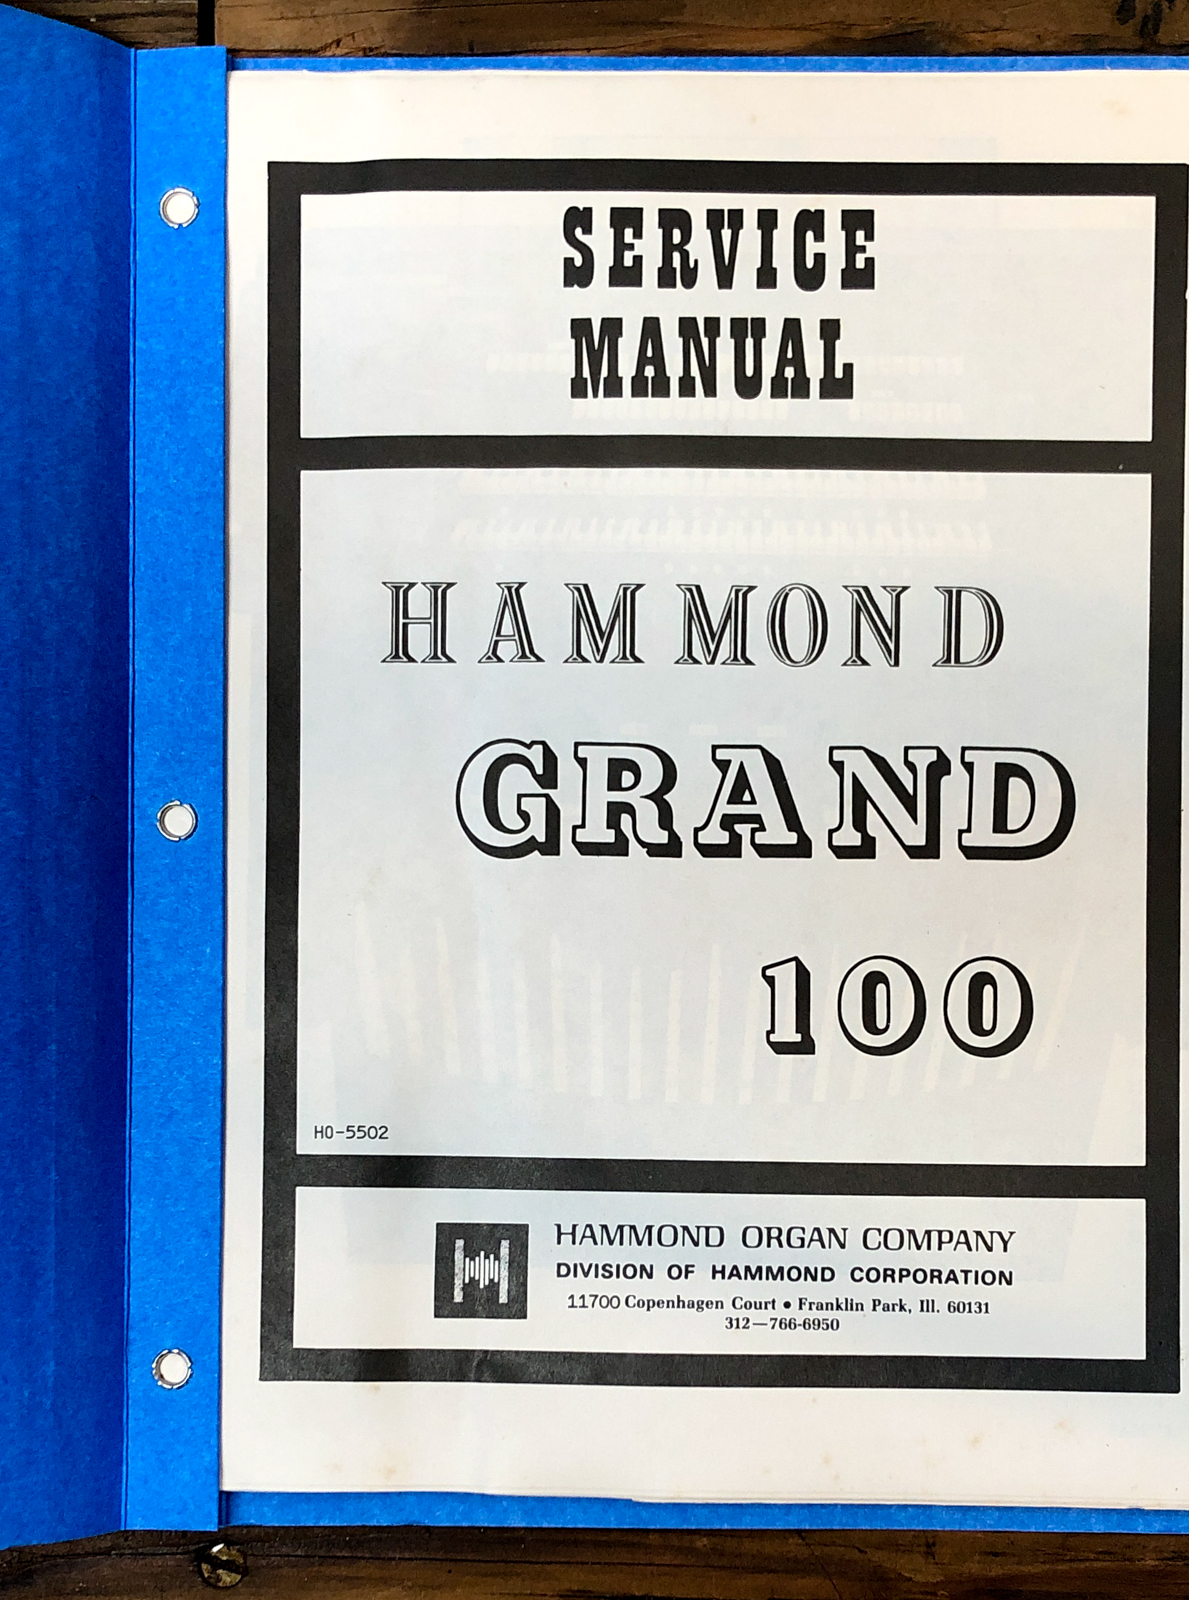 SERVICE
MANUAL
HAMMOND
GRAND
100
HO-5502
HAMMOND ORGAN COMPANY
DIVISION OF HAMMOND CORPORATION
11700 Copenhagen Court • Franklin Park, Ill. 60131
312—766-6950